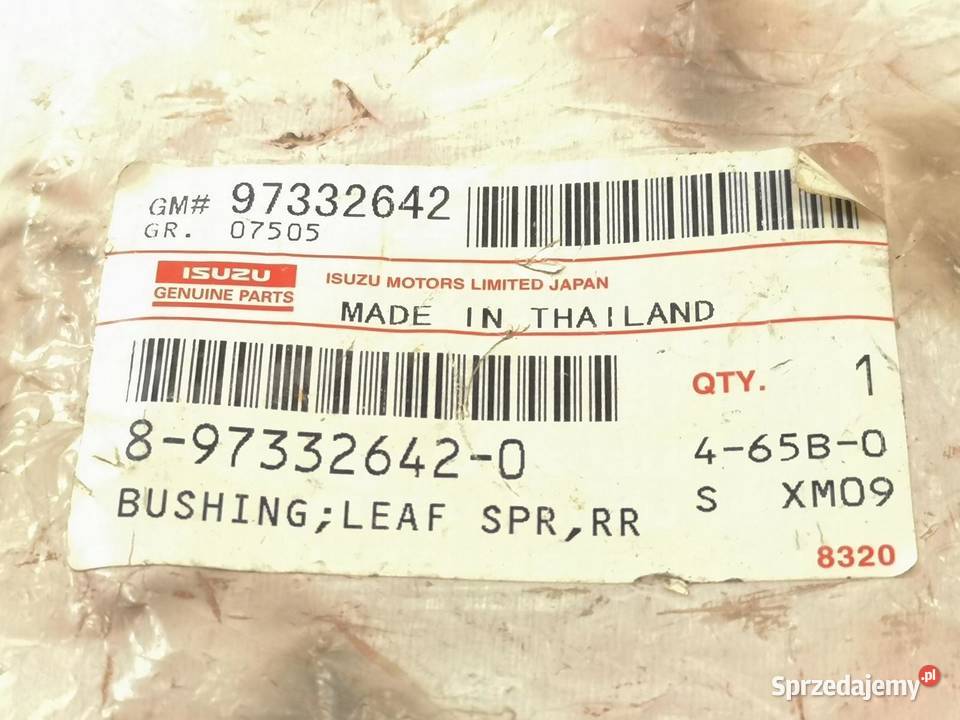 GM# 97332642
GR. 07505
ISUZU
GENUINE PARTS
ISUZU MOTORS LIMITED JAPAN
MADE IN THAILAND
QTY. 1
8-97332642-0
4-65B-0
BUSHING;LEAF SPR,RR
S XM09
8320
Sprzedajemy.pl